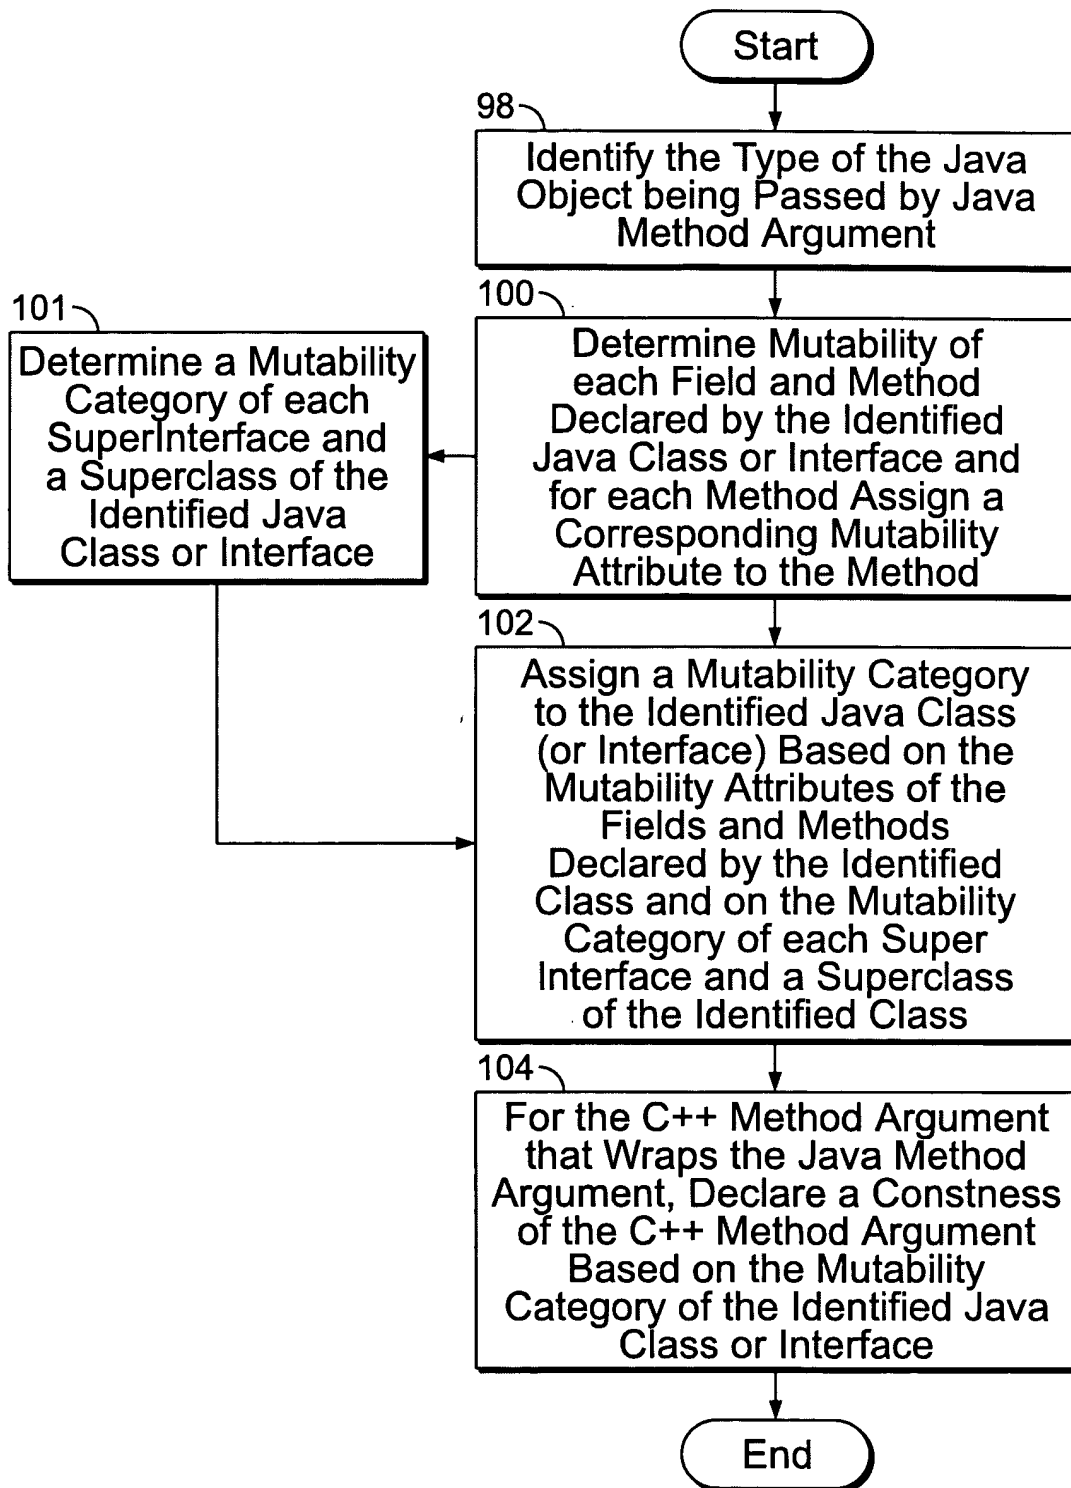 Start
98
Identify the Type of the Java
Object being Passed by Java
Method Argument
100
Determine Mutability of
each Field and Method
Declared by the Identified
Java Class or Interface and
for each Method Assign a
Corresponding Mutability
Attribute to the Method
101
Determine a Mutability
Category of each
SuperInterface and
a Superclass of the
Identified Java
Class or Interface
102
Assign a Mutability Category
to the Identified Java Class
(or Interface) Based on the
Mutability Attributes of the
Fields and Methods
Declared by the Identified
Class and on the Mutability
Category of each Super
Interface and a Superclass
of the Identified Class
104
For the C++ Method Argument
that Wraps the Java Method
Argument, Declare a Constness
of the C++ Method Argument
Based on the Mutability
Category of the Identified Java
Class or Interface
End